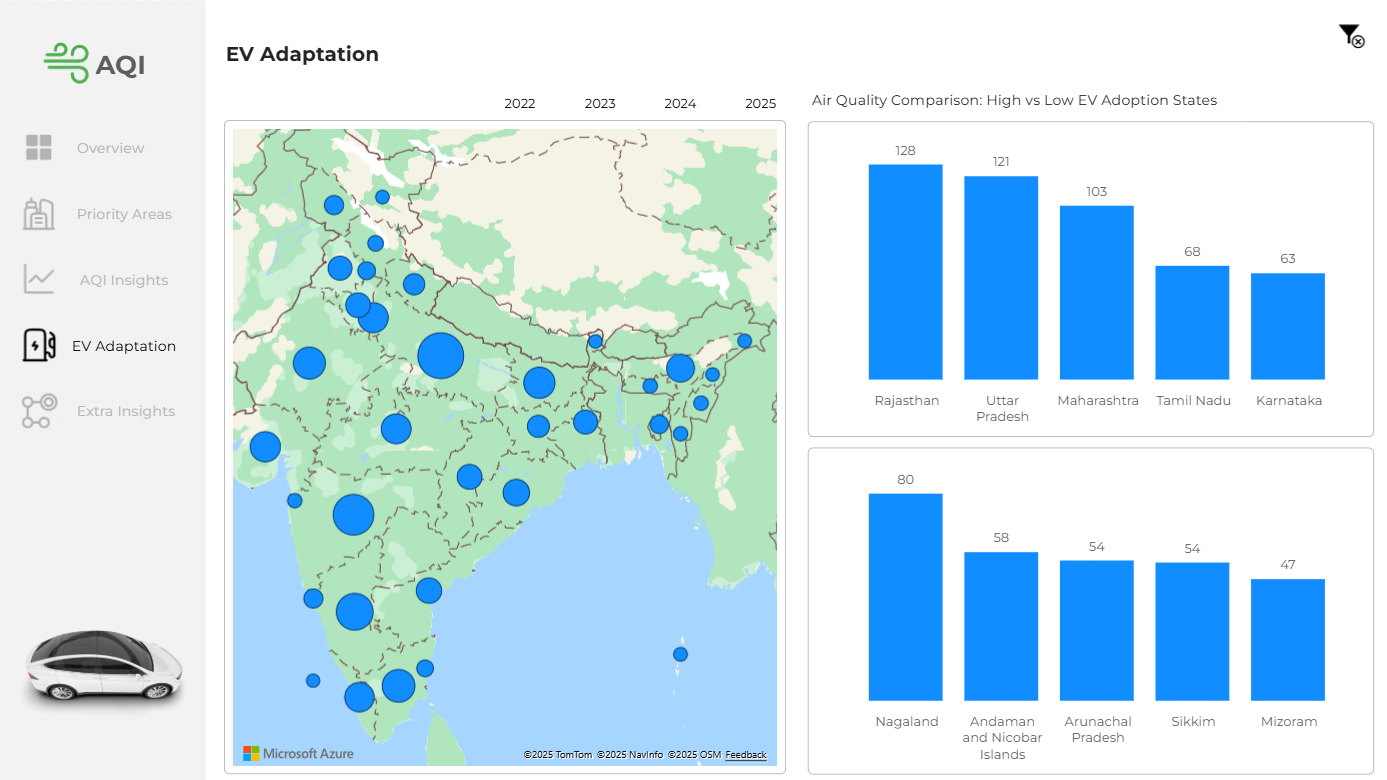 AQI
Overview
Priority Areas
AQI Insights
EV Adaptation
Extra Insights
EV Adaptation
2022 2023 2024 2025
Microsoft Azure
©2025 TomTom ©2025 NavInfo ©2025 OSM Feedback
Air Quality Comparison: High vs Low EV Adoption States
128
121
103
68
63
Rajasthan
Uttar
Pradesh
Maharashtra
Tamil Nadu
Karnataka
80
58
54
54
47
Nagaland
Andaman
and Nicobar
Islands
Arunachal
Pradesh
Sikkim
Mizoram